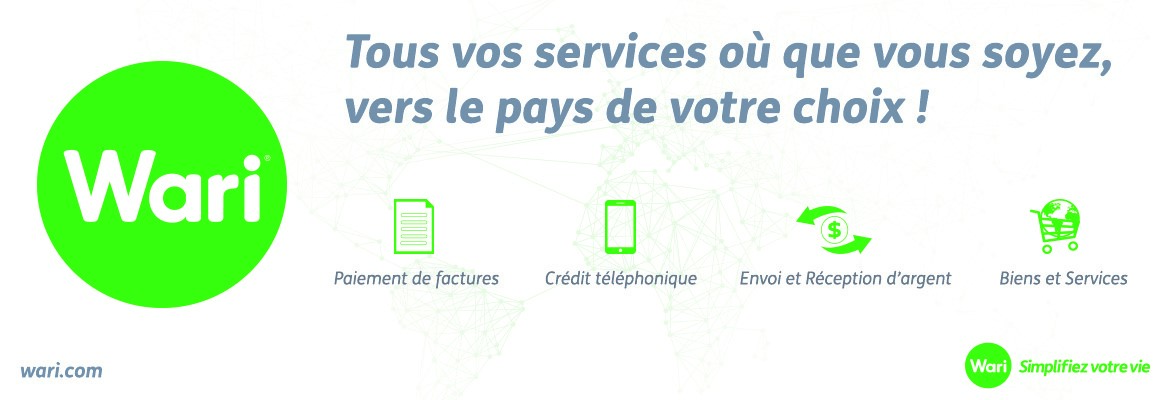 Tous vos services où que vous soyez,
vers le pays de votre choix !
Wari®
$
Paiement de factures
Crédit téléphonique
Envoi et Réception d'argent
Biens et Services
wari.com
Wari Simplifiez votre vie